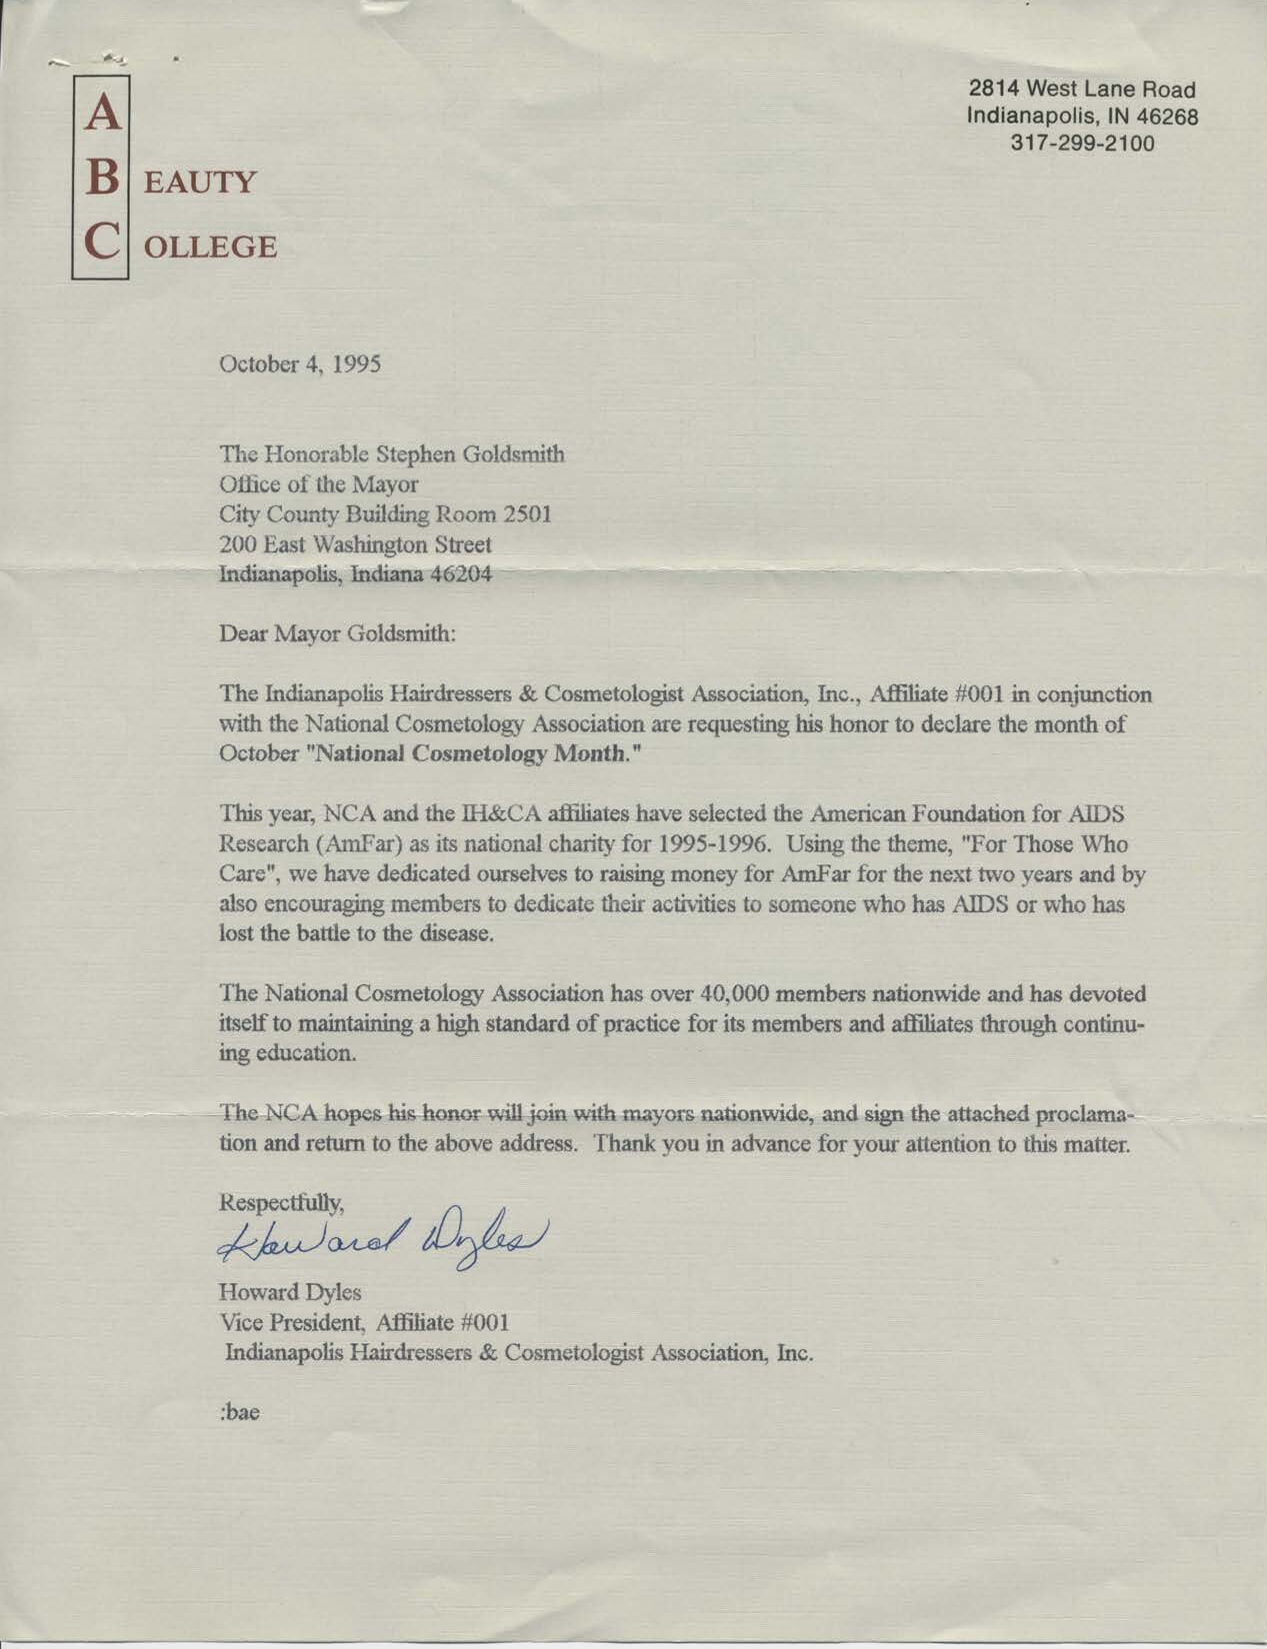 A
BEAUTY
COLLEGE
2814 West Lane Road
Indianapolis, IN 46268
317-299-2100
October 4, 1995
The Honorable Stephen Goldsmith
Office of the Mayor
City County Building Room 2501
200 East Washington Street
Indianapolis, Indiana 46204
Dear Mayor Goldsmith:
The Indianapolis Hairdressers & Cosmetologist Association, Inc., Affiliate #001 in conjunction
with the National Cosmetology Association are requesting his honor to declare the month of
October "National Cosmetology Month."
This year, NCA and the IH&CA affiliates have selected the American Foundation for AIDS
Research (AmFar) as its national charity for 1995-1996. Using the theme, "For Those Who
Care", we have dedicated ourselves to raising money for AmFar for the next two years and by
also encouraging members to dedicate their activities to someone who has AIDS or who has
lost the battle to the disease.
The National Cosmetology Association has over 40,000 members nationwide and has devoted
itself to maintaining a high standard of practice for its members and affiliates through continu-
ing education.
The NCA hopes his honor will join with mayors nationwide, and sign the attached proclama-
tion and return to the above address. Thank you in advance for your attention to this matter.
Respectfully,
Howard Dyles
Howard Dyles
Vice President, Affiliate #001
Indianapolis Hairdressers & Cosmetologist Association, Inc.
:bae